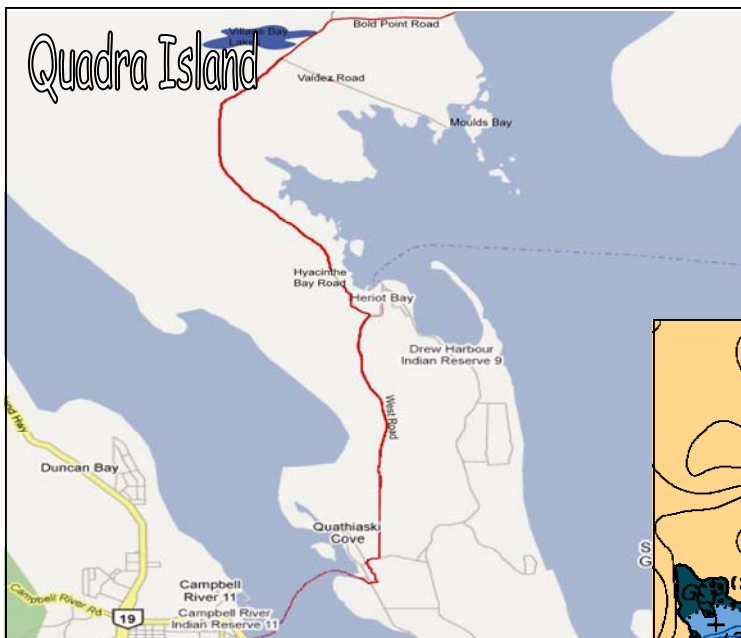 Bold Point Road
Village Bay
Lakes
Quadra Island
Valdez Road
Moulds Bay
Hyacinthe
Bay Road
Heriot Bay
Drew Harbour
Indian Reserve 9
West Road
Hwy
Duncan Bay
Quathiaski
Cove
S
G
Campbell
River 11
Campbell River Rd
19
Campbell River
Indian Reserve 11